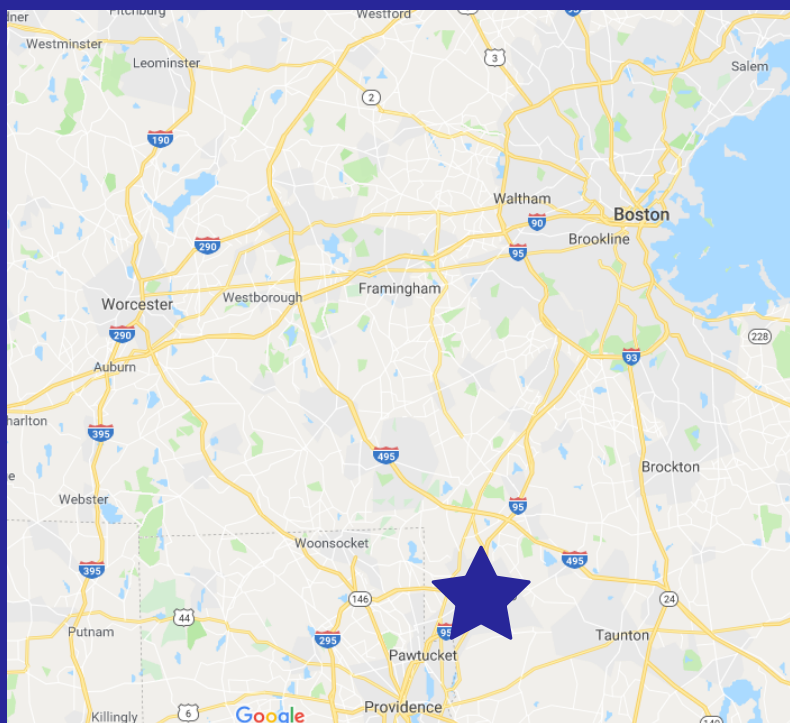 Fitchburg
Westford
95
Westminster
3
Leominster
Salem
2
190
Waltham
Boston
90
Brookline
290
95
Framingham
Westborough
Worcester
290
228
93
Auburn
harlton
395
495
Brockton
Webster
95
Woonsocket
495
395
146
24
44
Putnam
95
Taunton
295
Pawtucket
Providence
6
Google
Killingly
140